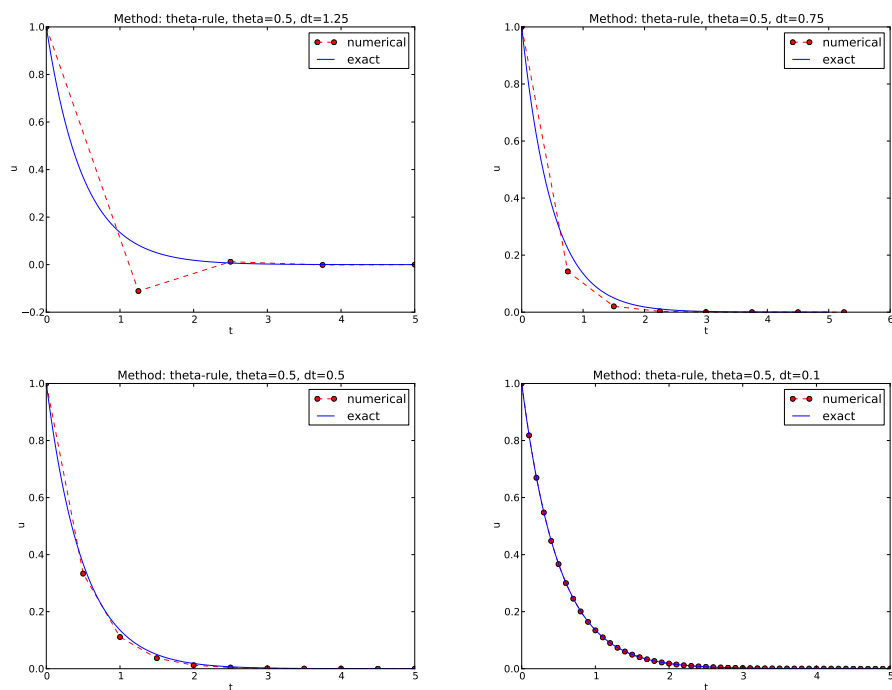 Method: theta-rule, theta=0.5, dt=1.25
1.0
0.8
0.6
0.4
0.2
0.0
−0.2
0 1 2 3 4 5
t
u
numerical
exact
Method: theta-rule, theta=0.5, dt=0.75
1.0
0.8
0.6
0.4
0.2
0.0
0 1 2 3 4 5 6
t
u
numerical
exact
Method: theta-rule, theta=0.5, dt=0.5
1.0
0.8
0.6
0.4
0.2
0.0
0 1 2 3 4 5
t
u
numerical
exact
Method: theta-rule, theta=0.5, dt=0.1
1.0
0.8
0.6
0.4
0.2
0.0
0 1 2 3 4 5
t
u
numerical
exact